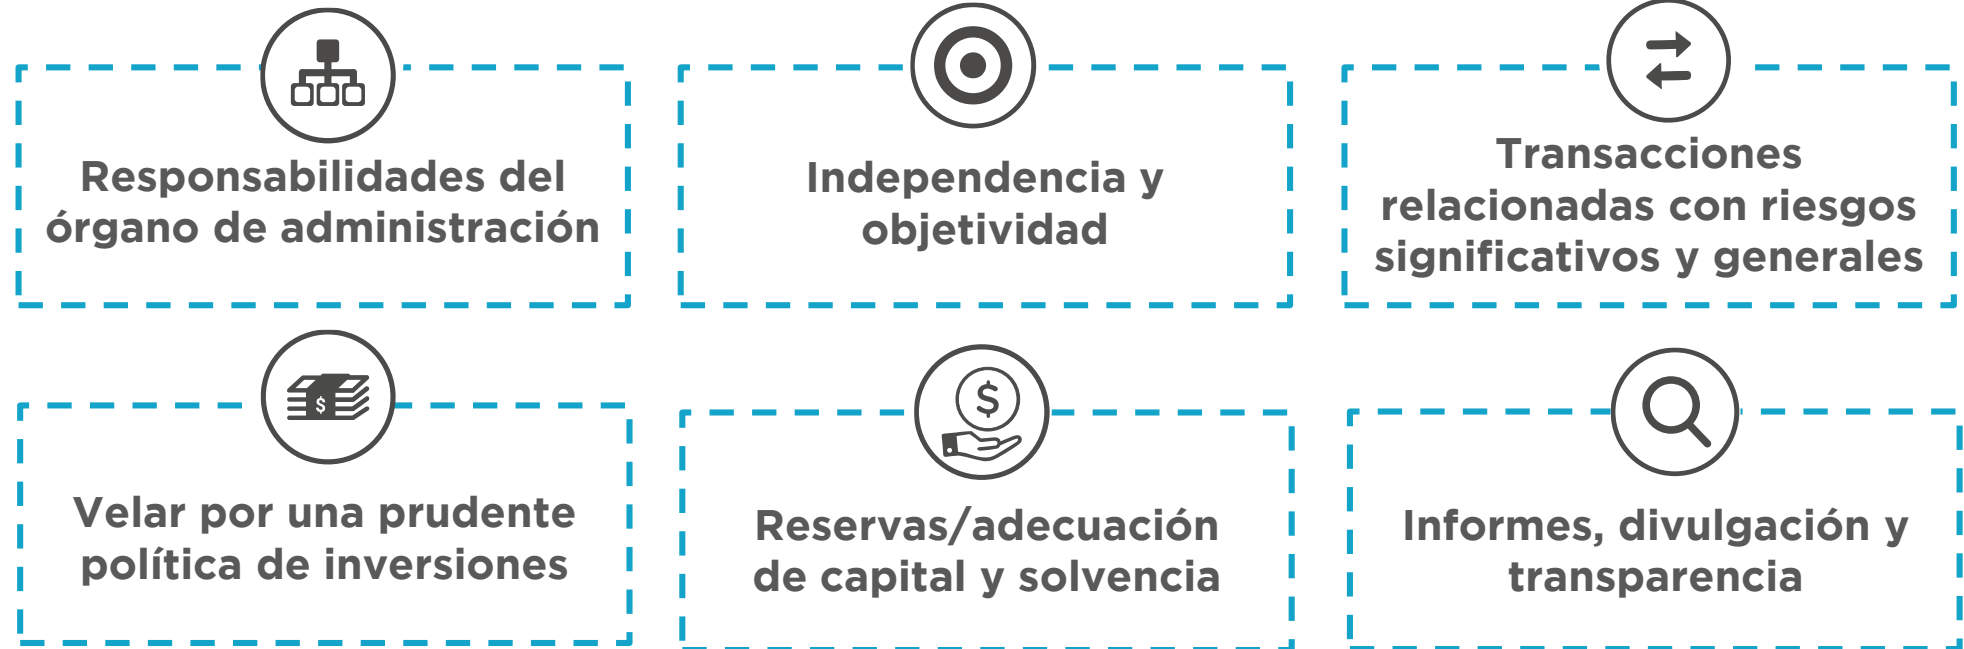 Responsabilidades del
órgano de administración
Independencia y
objetividad
Transacciones
relacionadas con riesgos
significativos y generales
$
Velar por una prudente
política de inversiones
$
Reservas/adecuación
de capital y solvencia
Informes, divulgación y
transparencia